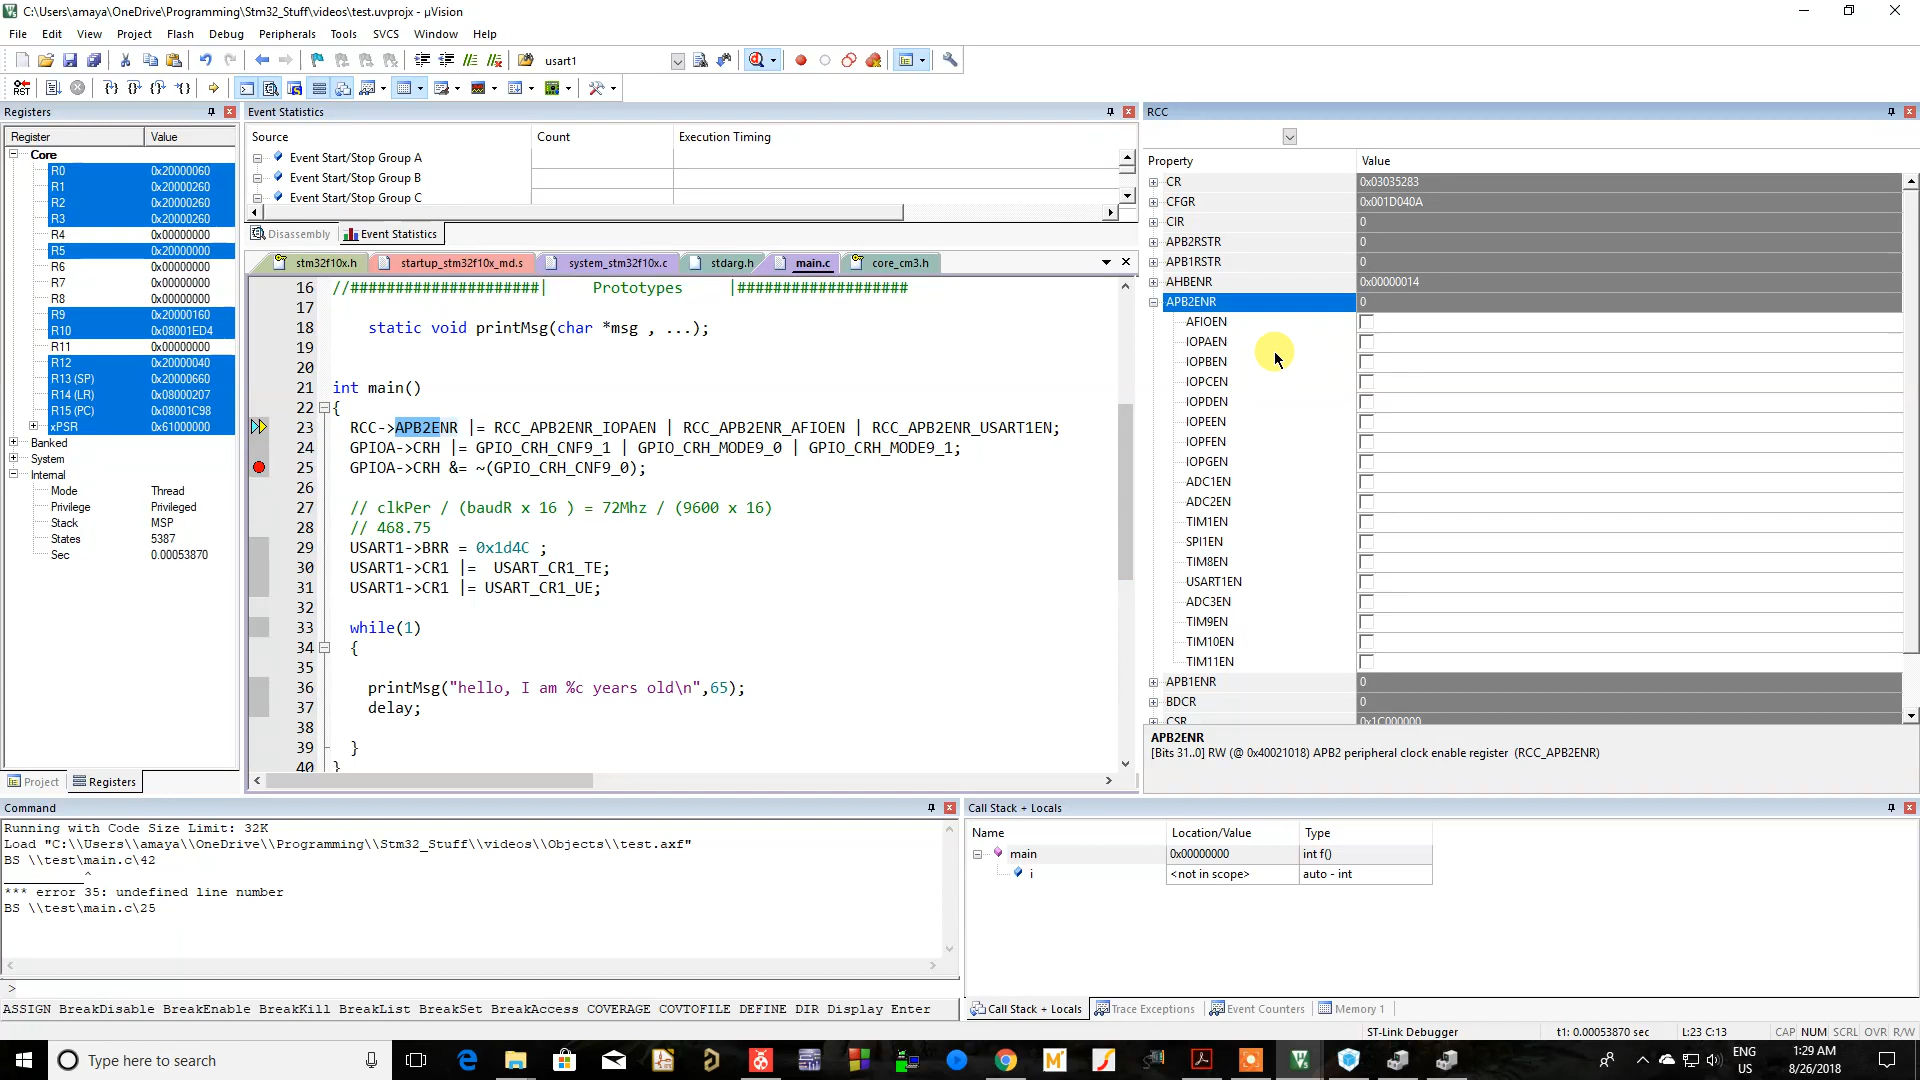 C:\Users\amaya\OneDrive\Programming\Stm32_Stuff\videos\test.uvprojx - µVision
File Edit View Project Flash Debug Peripherals Tools SVCS Window Help
usart1
RST
Registers
Register Value
Core
R0 0x20000060
R1 0x20000260
R2 0x20000260
R3 0x20000260
R4 0x00000000
R5 0x20000000
R6 0x00000000
R7 0x00000000
R8 0x00000000
R9 0x20000160
R10 0x08001ED4
R11 0x00000000
R12 0x20000040
R13 (SP) 0x20000660
R14 (LR) 0x08000207
R15 (PC) 0x08001C98
xPSR 0x61000000
Banked
System
Internal
Mode Thread
Privilege Privileged
Stack MSP
States 5387
Sec 0.00053870
Project Registers
Event Statistics
Source Count Execution Timing
Event Start/Stop Group A
Event Start/Stop Group B
Event Start/Stop Group C
Disassembly Event Statistics
stm32f10x.h startup_stm32f10x_md.s system_stm32f10x.c stdarg.h main.c core_cm3.h
16 //#####################| Prototypes |###################
17
18 static void printMsg(char *msg , ...);
19
20
21 int main()
22 {
23 RCC->APB2ENR |= RCC_APB2ENR_IOPAEN | RCC_APB2ENR_AFIOEN | RCC_APB2ENR_USART1EN;
24 GPIOA->CRH |= GPIO_CRH_CNF9_1 | GPIO_CRH_MODE9_0 | GPIO_CRH_MODE9_1;
25 GPIOA->CRH &= ~(GPIO_CRH_CNF9_0);
26
27 // clkPer / (baudR x 16 ) = 72Mhz / (9600 x 16)
28 // 468.75
29 USART1->BRR = 0x1d4C ;
30 USART1->CR1 |= USART_CR1_TE;
31 USART1->CR1 |= USART_CR1_UE;
32
33 while(1)
34 {
35
36 printMsg("hello, I am %c years old\n",65);
37 delay;
38
39 }
40 }
RCC
Property Value
CR 0x03035283
CFGR 0x001D040A
CIR 0
APB2RSTR 0
APB1RSTR 0
AHBENR 0x00000014
APB2ENR 0
AFIOEN
IOPAEN
IOPBEN
IOPCEN
IOPDEN
IOPEEN
IOPFEN
IOPGEN
ADC1EN
ADC2EN
TIM1EN
SPI1EN
TIM8EN
USART1EN
ADC3EN
TIM9EN
TIM10EN
TIM11EN
APB1ENR 0
BDCR 0
CSR 0x1C000000
APB2ENR
[Bits 31..0] RW (@ 0x40021018) APB2 peripheral clock enable register (RCC_APB2ENR)
Command
Running with Code Size Limit: 32K
Load "C:\\Users\\amaya\\OneDrive\\Programming\\Stm32_Stuff\\videos\\Objects\\test.axf"
BS \\test\main.c\42
_________^
*** error 35: undefined line number
BS \\test\main.c\25
>
ASSIGN BreakDisable BreakEnable BreakKill BreakList BreakSet BreakAccess COVERAGE COVTOFILE DEFINE DIR Display Enter
Call Stack + Locals
Name Location/Value Type
main 0x00000000 int f()
i <not in scope> auto - int
Call Stack + Locals Trace Exceptions Event Counters Memory 1
ST-Link Debugger t1: 0.00053870 sec L:23 C:13 CAP NUM SCRL OVR R/W
Type here to search
ENG
US
1:29 AM
8/26/2018